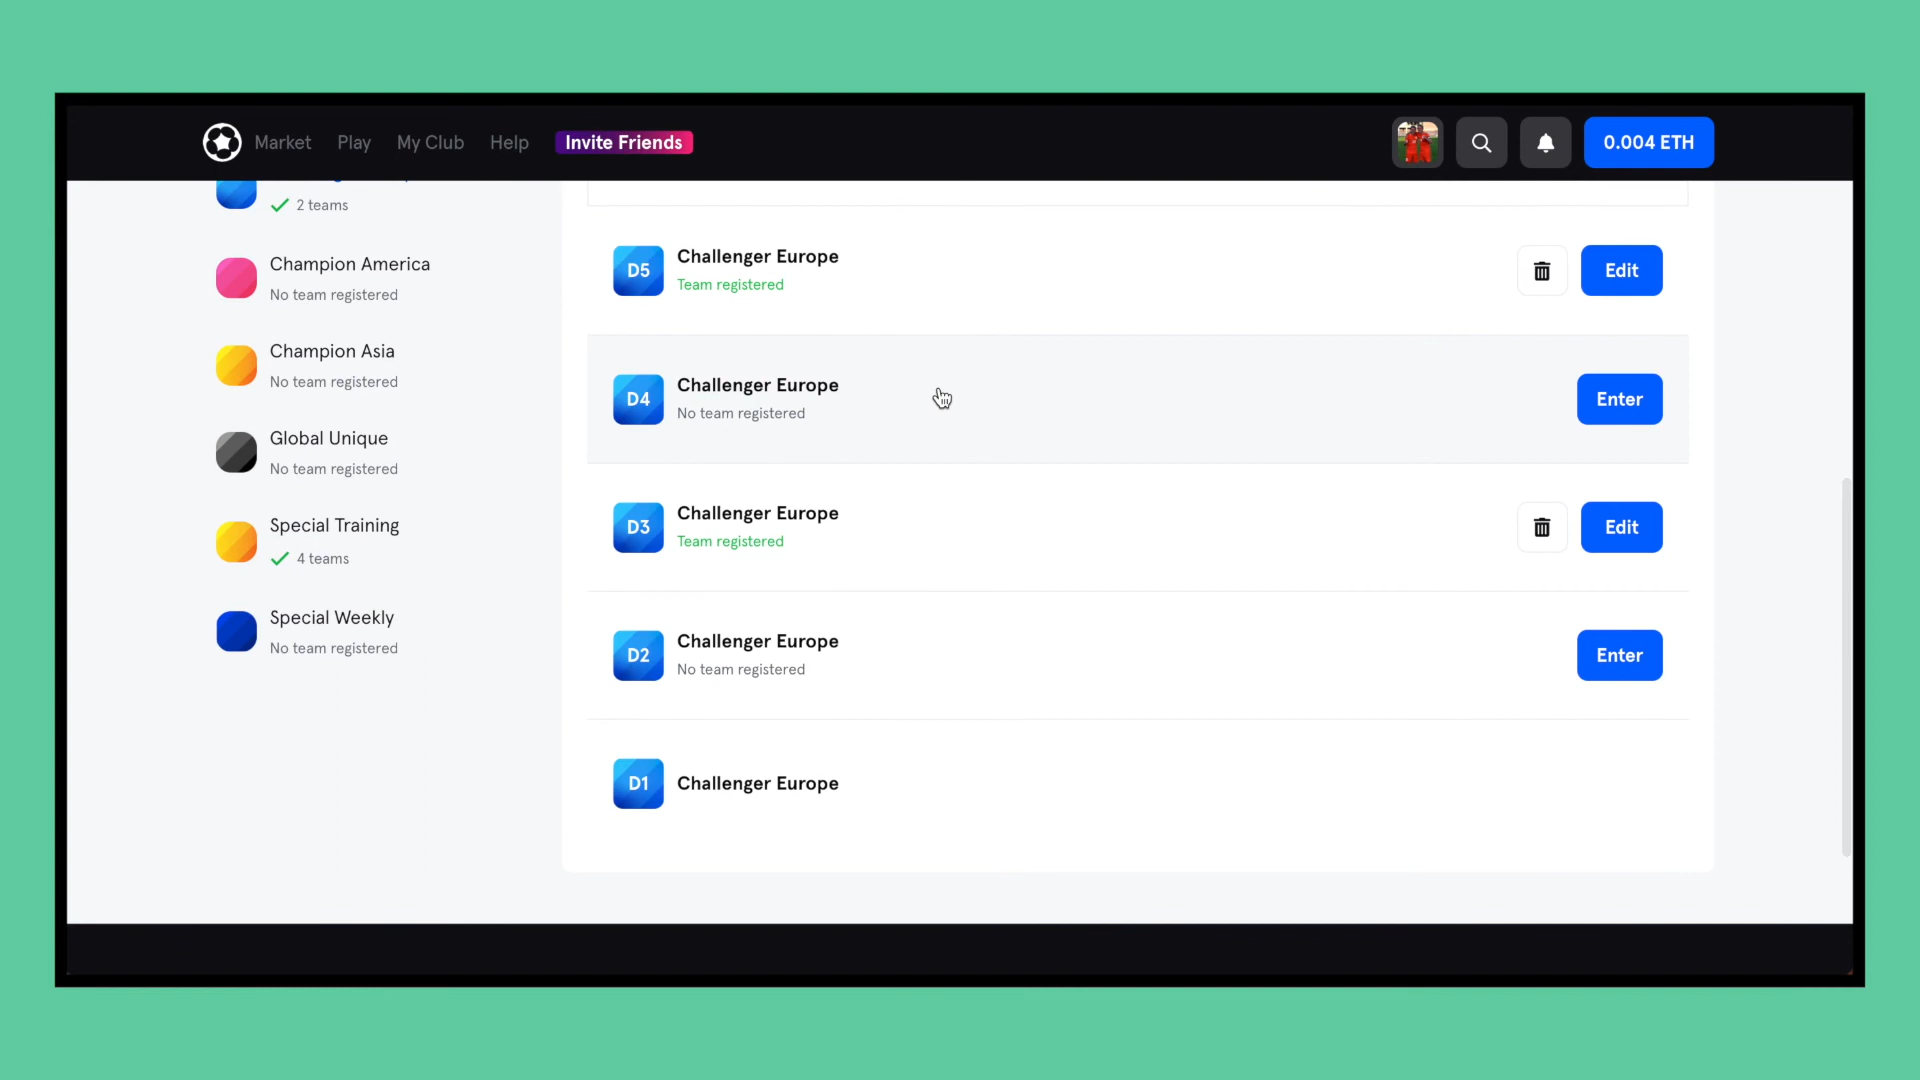 Market Play My Club Help Invite Friends 0.004 ETH
2 teams
Champion America
No team registered
Champion Asia
No team registered
Global Unique
No team registered
Special Training
4 teams
Special Weekly
No team registered
D5 Challenger Europe
Team registered
Edit
D4 Challenger Europe
No team registered
Enter
D3 Challenger Europe
Team registered
Edit
D2 Challenger Europe
No team registered
Enter
D1 Challenger Europe